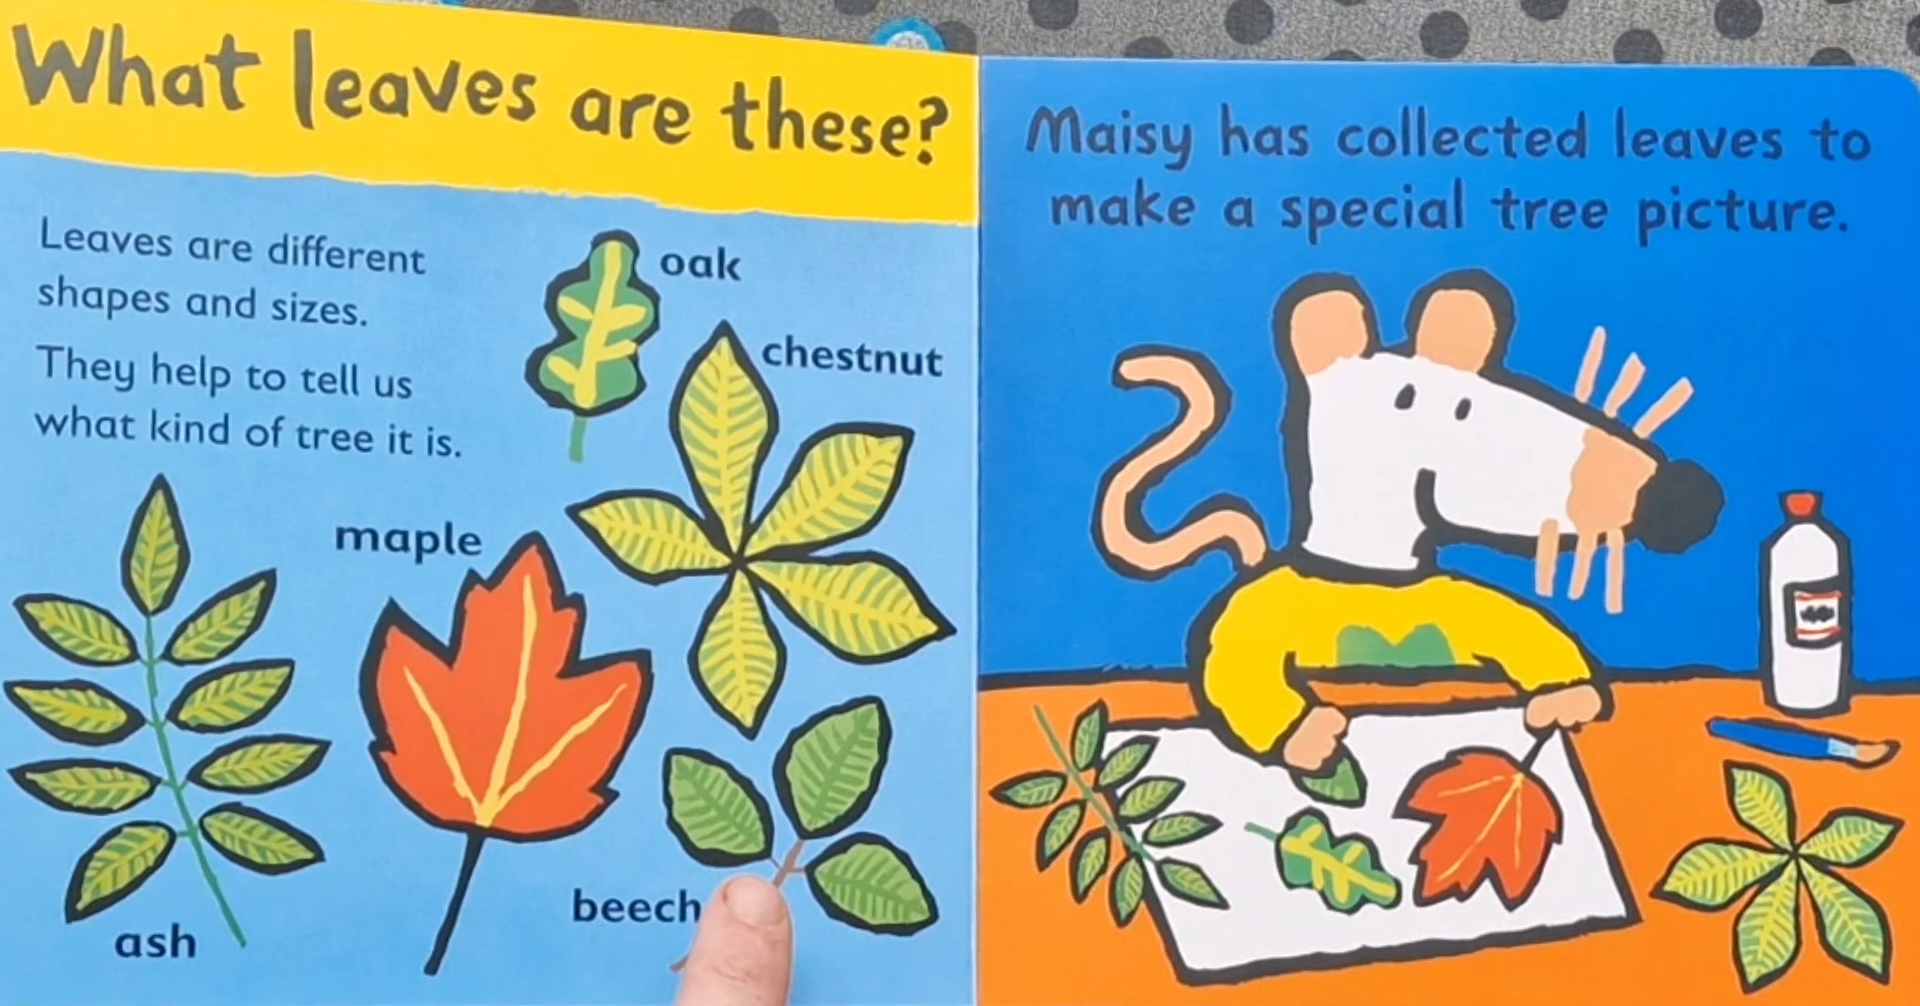 What leaves are these?
Leaves are different
shapes and sizes.
They help to tell us
what kind of tree it is.
oak
chestnut
maple
beech
ash
Maisy has collected leaves to
make a special tree picture.